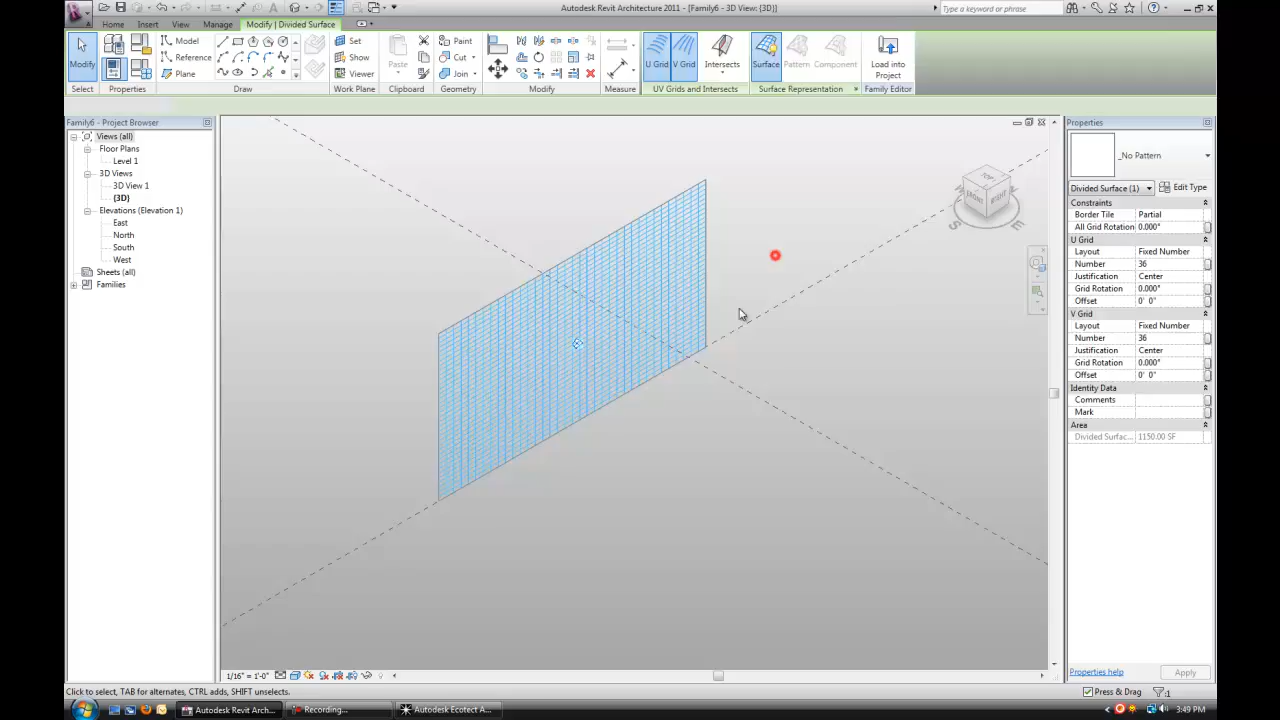 Autodesk Revit Architecture 2011 - [Family6 - 3D View: {3D}]
Type a keyword or phrase
Home Insert View Manage Modify | Divided Surface
Modify
Model
Reference
Plane
Set
Show
Viewer
Paste
Paint
Cut
Join
U Grid V Grid Intersects
Surface Pattern Component
Load into Project
Select Properties Draw Work Plane Clipboard Geometry Modify Measure UV Grids and Intersects Surface Representation Family Editor
Family6 - Project Browser
Views (all)
Floor Plans
Level 1
3D Views
3D View 1
{3D}
Elevations (Elevation 1)
East
North
South
West
Sheets (all)
Families
TOP
FRONT
RIGHT
S
E
Properties
_No Pattern
Divided Surface (1) Edit Type
Constraints
Border Tile Partial
All Grid Rotation 0.000°
U Grid
Layout Fixed Number
Number 36
Justification Center
Grid Rotation 0.000°
Offset 0' 0"
V Grid
Layout Fixed Number
Number 36
Justification Center
Grid Rotation 0.000°
Offset 0' 0"
Identity Data
Comments
Mark
Area
Divided Surfac... 1150.00 SF
Properties help Apply
1/16" = 1'-0"
Click to select, TAB for alternates, CTRL adds, SHIFT unselects.
Press & Drag :1
Autodesk Revit Arch... Recording... Autodesk Ecotect A... 3:49 PM